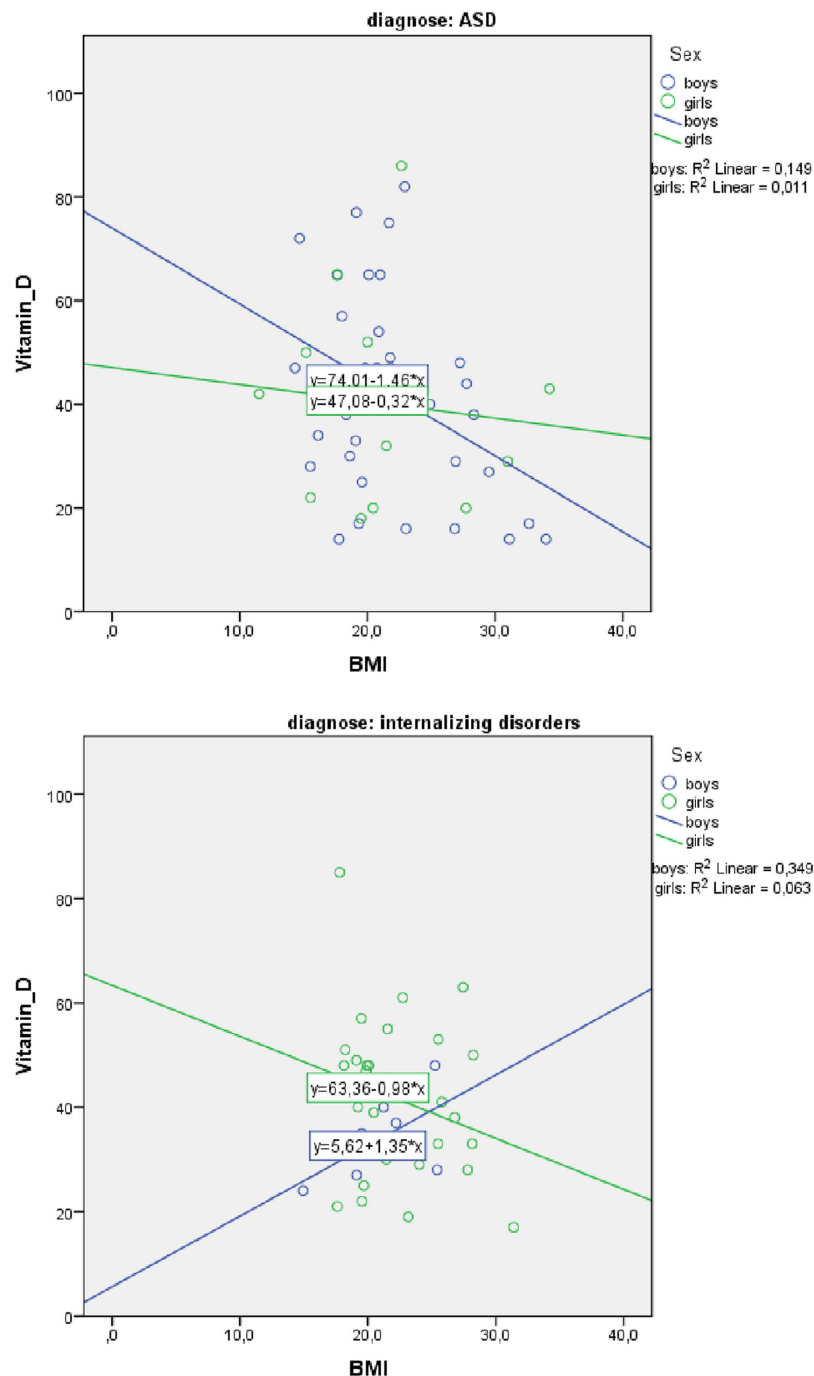 diagnose: ASD
Sex
boys
girls
boys
girls
boys: R² Linear = 0,149
girls: R² Linear = 0,011
100
80
60
40
20
0
Vitamin_D
y=74,01-1,46*x
y=47,08-0,32*x
,0 10,0 20,0 30,0 40,0
BMI
diagnose: internalizing disorders
Sex
boys
girls
boys
girls
boys: R² Linear = 0,349
girls: R² Linear = 0,063
100
80
60
40
20
0
Vitamin_D
y=63,36-0,98*x
y=5,62+1,35*x
,0 10,0 20,0 30,0 40,0
BMI